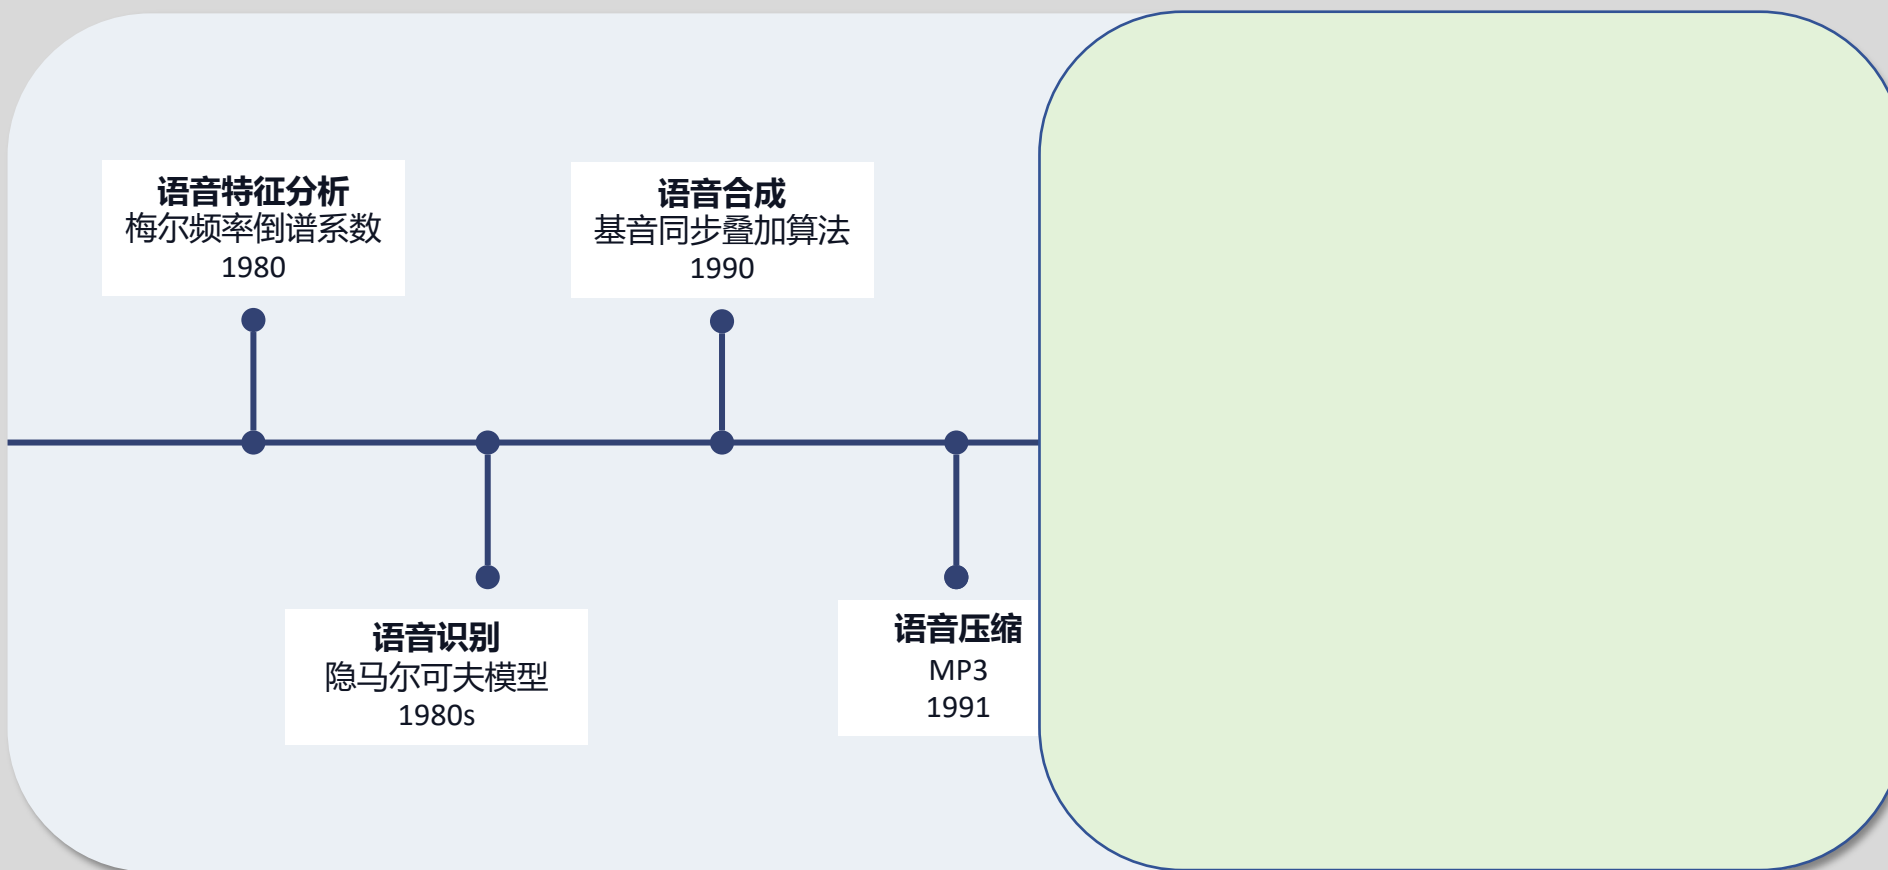 语音特征分析
梅尔频率倒谱系数
1980
语音合成
基音同步叠加算法
1990
语音识别
隐马尔可夫模型
1980s
语音压缩
MP3
1991